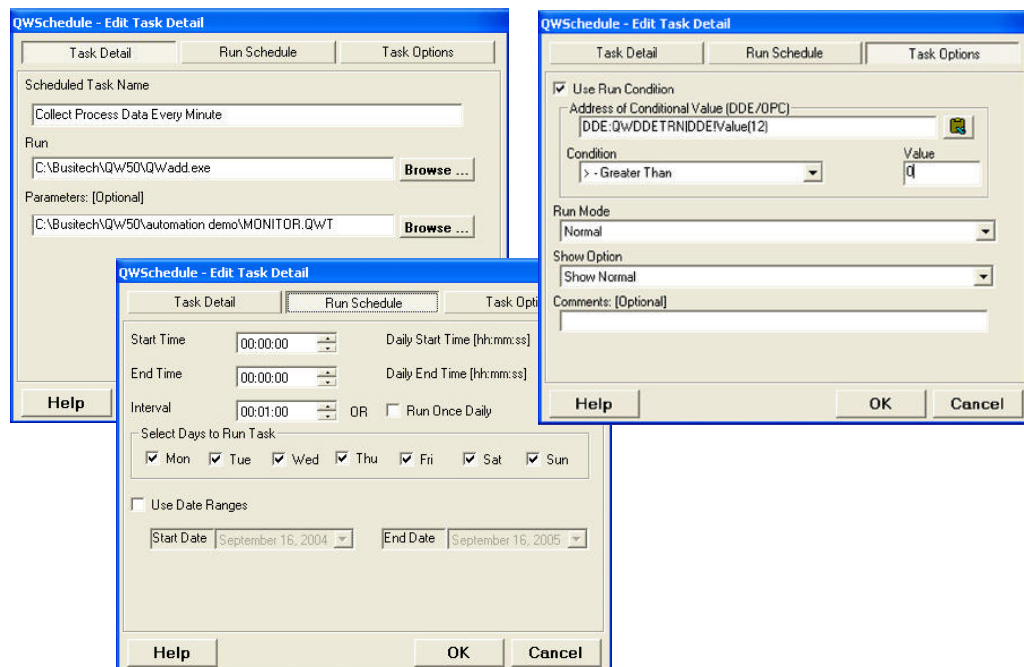 QWSchedule - Edit Task Detail
Task Detail Run Schedule Task Options
Scheduled Task Name
Collect Process Data Every Minute
Run
C:\Busitech\QW50\QWadd.exe Browse ...
Parameters: [Optional]
C:\Busitech\QW50\automation demo\MONITOR.QWT Browse ...
Help
QWSchedule - Edit Task Detail
Task Detail Run Schedule Task Options
Use Run Condition
Address of Conditional Value (DDE/OPC)
DDE:QWDDETRN|DDE!Value(12)
Condition Value
> - Greater Than 0
Run Mode
Normal
Show Option
Show Normal
Comments: [Optional]
Help OK Cancel
QWSchedule - Edit Task Detail
Task Detail Run Schedule Task Opti
Start Time 00:00:00 Daily Start Time [hh:mm:ss]
End Time 00:00:00 Daily End Time [hh:mm:ss]
Interval 00:01:00 OR Run Once Daily
Select Days to Run Task
Mon Tue Wed Thu Fri Sat Sun
Use Date Ranges
Start Date September 16, 2004 End Date September 16, 2005
Help OK Cancel